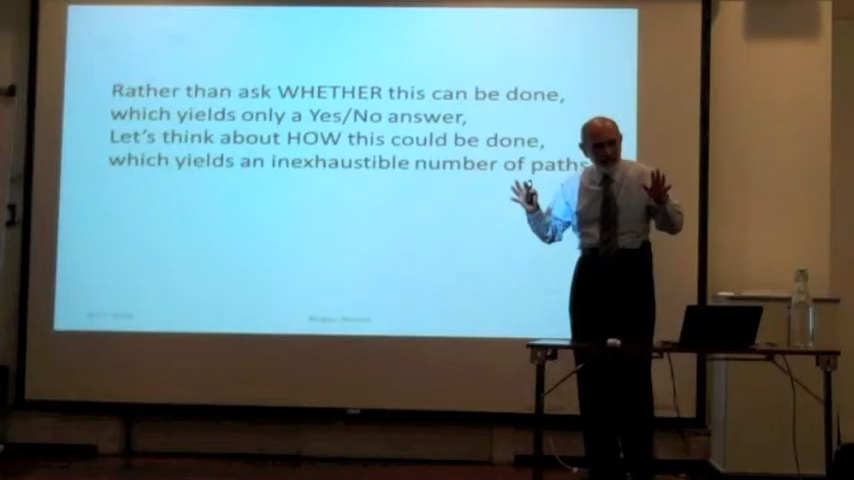 Rather than ask WHETHER this can be done,
which yields only a Yes/No answer,
Let's think about HOW this could be done,
which yields an inexhaustible number of paths